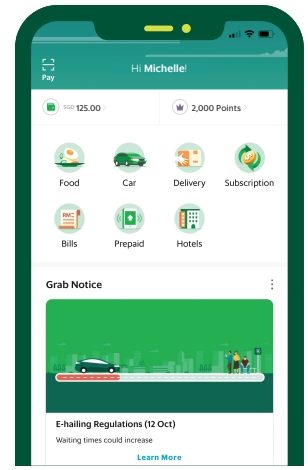 Pay
Hi Michelle!
SGD 125.00
2,000 Points
Food
Car
Delivery
Subscription
Bills
Prepaid
Hotels
Grab Notice
E-hailing Regulations (12 Oct)
Waiting times could increase
Learn More